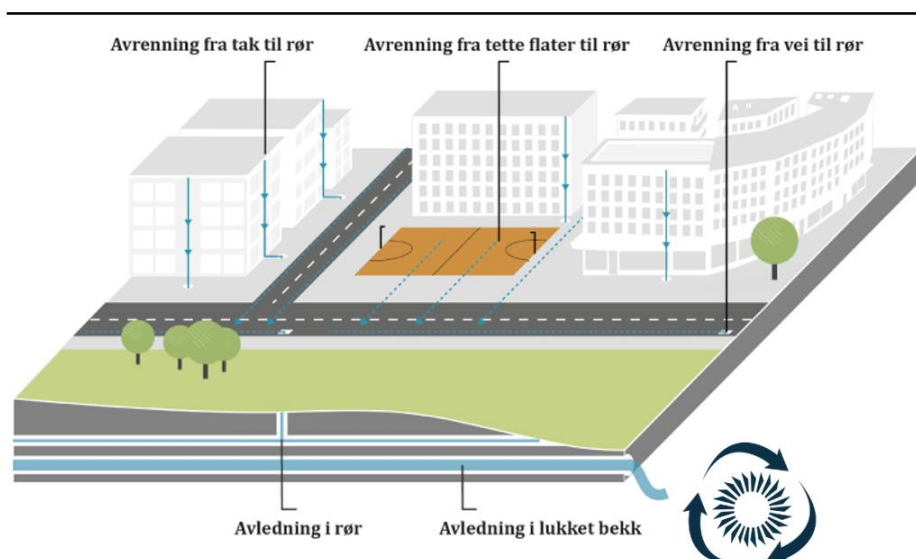 Avrenning fra tak til rør
Avrenning fra tette flater til rør
Avrenning fra vei til rør
Avledning i rør
Avledning i lukket bekk